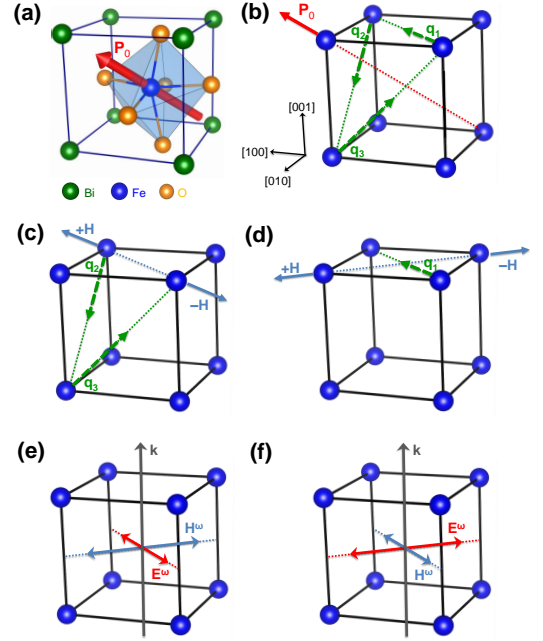 (a)
P₀
Bi
Fe
O
(b)
P₀
q₂
q₁
q₃
[001]
[100]
[010]
(c)
+H
q₂
–H
q₃
(d)
+H
q₁
–H
(e)
k
Hω
Eω
(f)
k
Eω
Hω